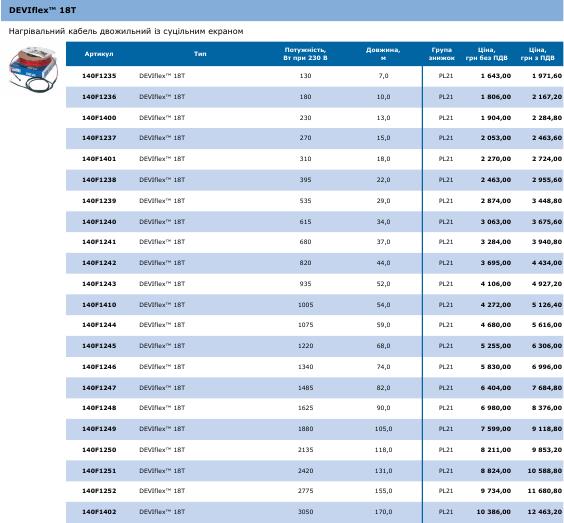 DEVIflex™ 18T
Нагрівальний кабель двожильний із суцільним екраном
Артикул Тип Потужність, Вт при 230 В Довжина, м Група знижок Ціна, грн без ПДВ Ціна, грн з ПДВ
140F1235 DEVIflex™ 18T 130 7,0 PL21 1 643,00 1 971,60
140F1236 DEVIflex™ 18T 180 10,0 PL21 1 806,00 2 167,20
140F1400 DEVIflex™ 18T 230 13,0 PL21 1 904,00 2 284,80
140F1237 DEVIflex™ 18T 270 15,0 PL21 2 053,00 2 463,60
140F1401 DEVIflex™ 18T 310 18,0 PL21 2 270,00 2 724,00
140F1238 DEVIflex™ 18T 395 22,0 PL21 2 463,00 2 955,60
140F1239 DEVIflex™ 18T 535 29,0 PL21 2 874,00 3 448,80
140F1240 DEVIflex™ 18T 615 34,0 PL21 3 063,00 3 675,60
140F1241 DEVIflex™ 18T 680 37,0 PL21 3 284,00 3 940,80
140F1242 DEVIflex™ 18T 820 44,0 PL21 3 695,00 4 434,00
140F1243 DEVIflex™ 18T 935 52,0 PL21 4 106,00 4 927,20
140F1410 DEVIflex™ 18T 1005 54,0 PL21 4 272,00 5 126,40
140F1244 DEVIflex™ 18T 1075 59,0 PL21 4 680,00 5 616,00
140F1245 DEVIflex™ 18T 1220 68,0 PL21 5 255,00 6 306,00
140F1246 DEVIflex™ 18T 1340 74,0 PL21 5 830,00 6 996,00
140F1247 DEVIflex™ 18T 1485 82,0 PL21 6 404,00 7 684,80
140F1248 DEVIflex™ 18T 1625 90,0 PL21 6 980,00 8 376,00
140F1249 DEVIflex™ 18T 1880 105,0 PL21 7 599,00 9 118,80
140F1250 DEVIflex™ 18T 2135 118,0 PL21 8 211,00 9 853,20
140F1251 DEVIflex™ 18T 2420 131,0 PL21 8 824,00 10 588,80
140F1252 DEVIflex™ 18T 2775 155,0 PL21 9 734,00 11 680,80
140F1402 DEVIflex™ 18T 3050 170,0 PL21 10 386,00 12 463,20